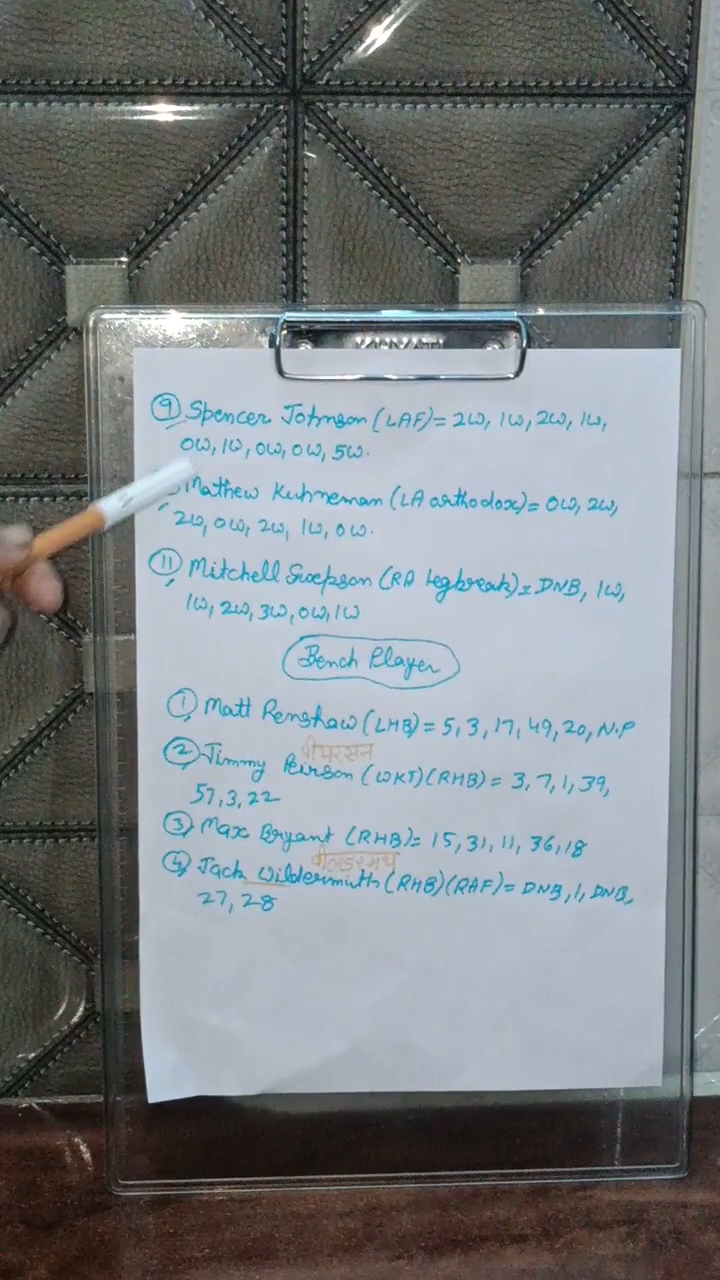 ⑨ Spencer Johnson (LAF) = 2W, 1W, 2W, 1W,
0W, 1W, 0W, 0W, 5W.
Mathew Kuhneman (LA orthodox) = 0W, 2W,
2W, 0W, 2W, 1W, 0W.
⑪ Mitchell Swepson (RA legbreak) = DNB, 1W,
1W, 2W, 3W, 0W, 1W
Bench Player
① Matt Renshaw (LHB) = 5, 3, 17, 49, 20, N.P
पीयरसन
② Jimmy Peirson (WKT) (RHB) = 3, 7, 1, 39,
57, 3, 22
③ Max Bryant (RHB) = 15, 31, 11, 36, 18
④ Jack Wildermuth (RHB) (RAF) = DNB, 1, DNB,
27, 28